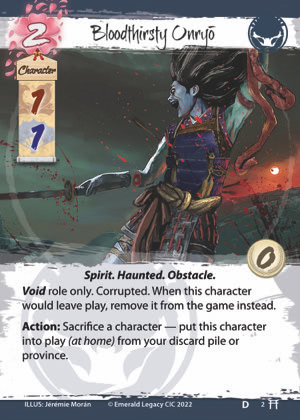 2
Bloodthirsty Onryō
Character
1
1
0
Spirit. Haunted. Obstacle.
Void role only. Corrupted. When this character
would leave play, remove it from the game instead.
Action: Sacrifice a character — put this character
into play (at home) from your discard pile or
province.
ILLUS: Jérémie Morán © Emerald Legacy CIC 2022 D 2